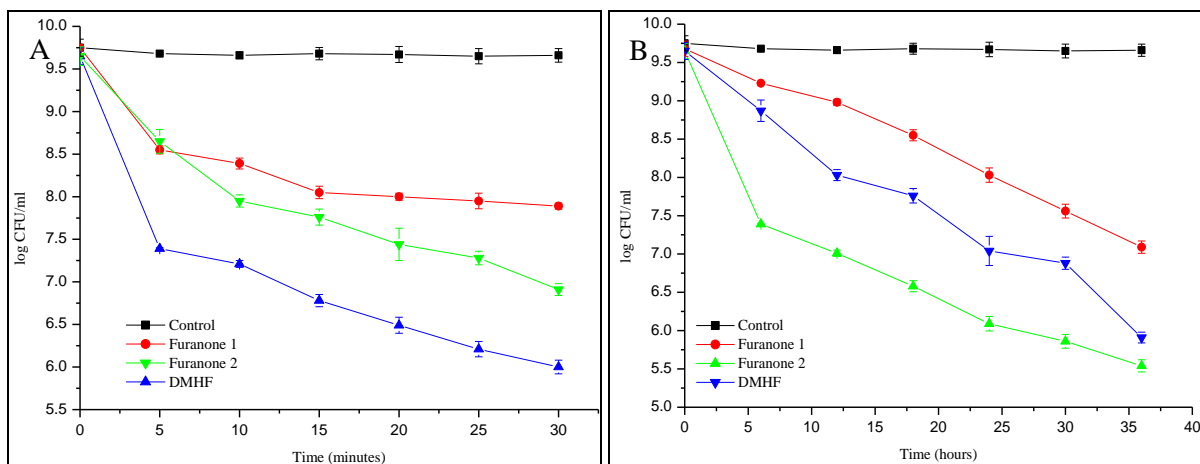 A
10.0
9.5
9.0
8.5
8.0
7.5
7.0
6.5
6.0
5.5
log CFU/ml
Control
Furanone 1
Furanone 2
DMHF
0 5 10 15 20 25 30
Time (minutes)
B
10.0
9.5
9.0
8.5
8.0
7.5
7.0
6.5
6.0
5.5
5.0
log CFU/ml
Control
Furanone 1
Furanone 2
DMHF
0 5 10 15 20 25 30 35 40
Time (hours)